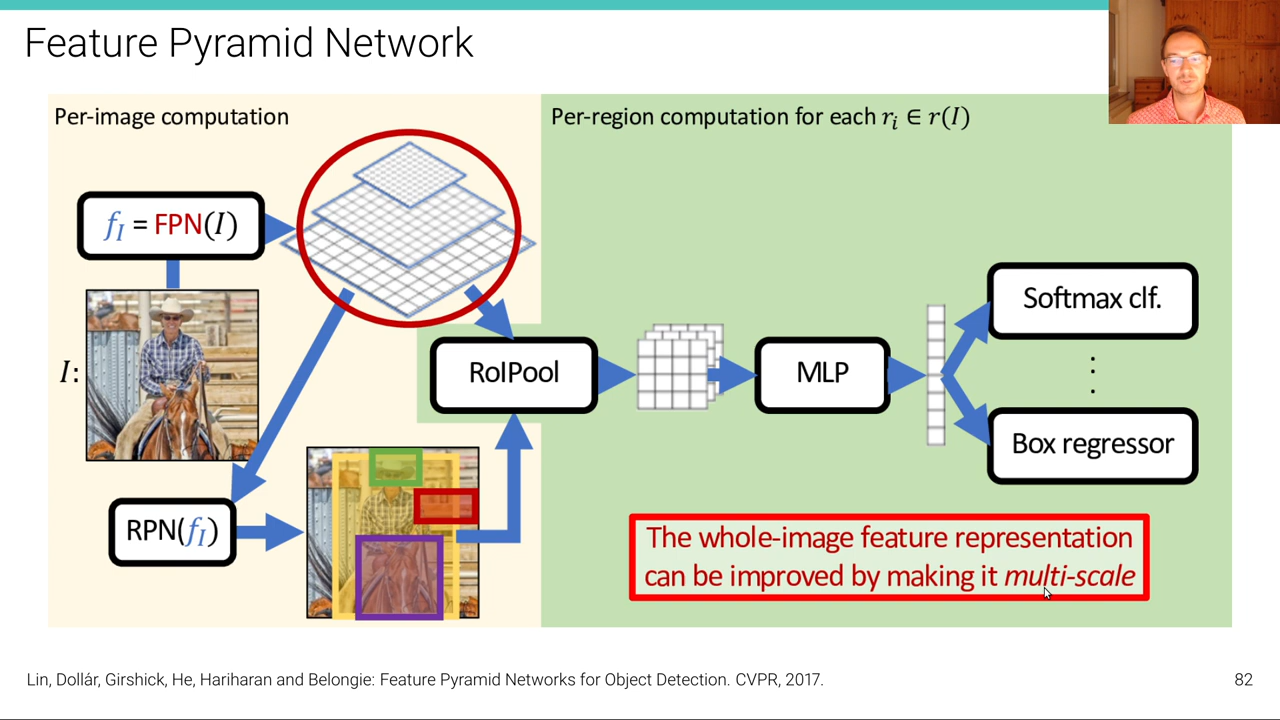 Feature Pyramid Network
Per-image computation
Per-region computation for each rᵢ ∈ r(I)
f_I = FPN(I)
I:
Softmax clf.
RoIPool
MLP
⋮
Box regressor
RPN(f_I)
The whole-image feature representation
can be improved by making it multi-scale
Lin, Dollár, Girshick, He, Hariharan and Belongie: Feature Pyramid Networks for Object Detection. CVPR, 2017.
82